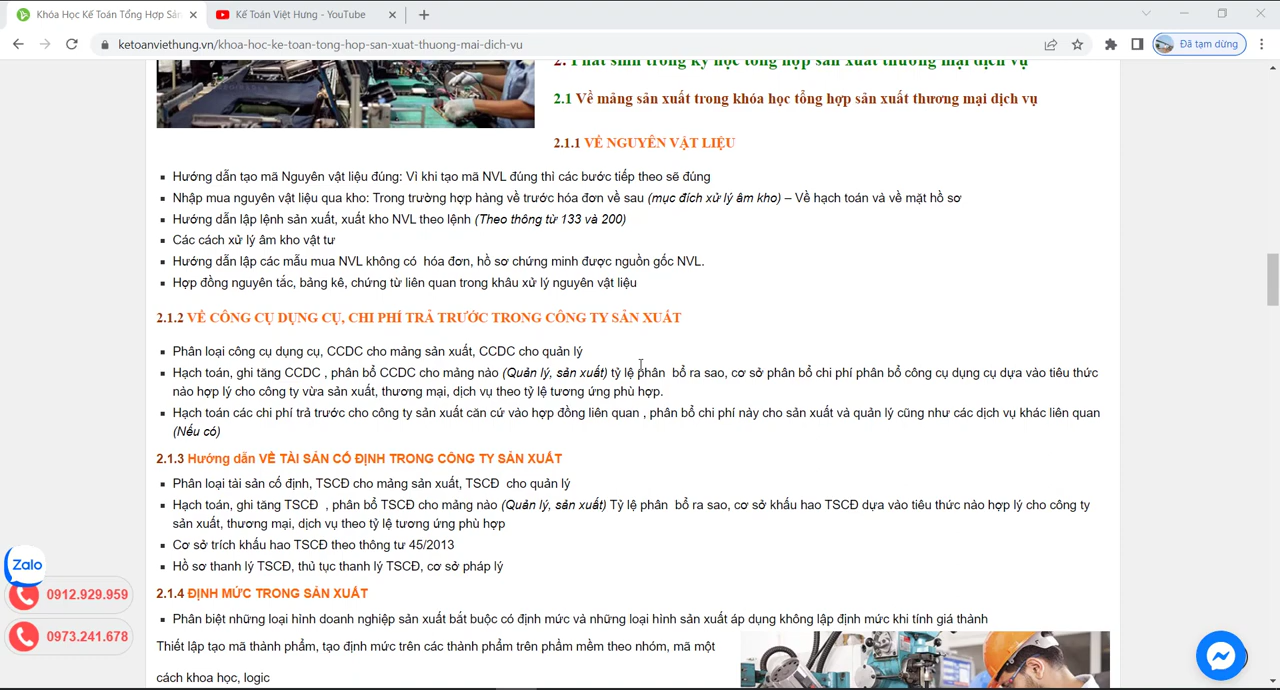 Khóa Học Kế Toán Tổng Hợp Sản
Kế Toán Việt Hưng - YouTube
ketoanviethung.vn/khoa-hoc-ke-toan-tong-hop-san-xuat-thuong-mai-dich-vu
Đã tạm dừng
2. Phát sinh trong kỳ học tổng hợp sản xuất thương mại dịch vụ
2.1 Về mảng sản xuất trong khóa học tổng hợp sản xuất thương mại dịch vụ
2.1.1 VỀ NGUYÊN VẬT LIỆU
▪ Hướng dẫn tạo mã Nguyên vật liệu đúng: Vì khi tạo mã NVL đúng thì các bước tiếp theo sẽ đúng
▪ Nhập mua nguyên vật liệu qua kho: Trong trường hợp hàng về trước hóa đơn về sau (mục đích xử lý âm kho) – Về hạch toán và về mặt hồ sơ
▪ Hướng dẫn lập lệnh sản xuất, xuất kho NVL theo lệnh (Theo thông từ 133 và 200)
▪ Các cách xử lý âm kho vật tư
▪ Hướng dẫn lập các mẫu mua NVL không có hóa đơn, hồ sơ chứng minh được nguồn gốc NVL.
▪ Hợp đồng nguyên tắc, bảng kê, chứng từ liên quan trong khâu xử lý nguyên vật liệu
2.1.2 VỀ CÔNG CỤ DỤNG CỤ, CHI PHÍ TRẢ TRƯỚC TRONG CÔNG TY SẢN XUẤT
▪ Phân loại công cụ dụng cụ, CCDC cho mảng sản xuất, CCDC cho quản lý
▪ Hạch toán, ghi tăng CCDC , phân bổ CCDC cho mảng nào (Quản lý, sản xuất) tỷ lệ phân bổ ra sao, cơ sở phân bổ chi phí phân bổ công cụ dụng cụ dựa vào tiêu thức
nào hợp lý cho công ty vừa sản xuất, thương mại, dịch vụ theo tỷ lệ tương ứng phù hợp.
▪ Hạch toán các chi phí trả trước cho công ty sản xuất căn cứ vào hợp đồng liên quan , phân bổ chi phí này cho sản xuất và quản lý cũng như các dịch vụ khác liên quan
(Nếu có)
2.1.3 Hướng dẫn VỀ TÀI SẢN CỐ ĐỊNH TRONG CÔNG TY SẢN XUẤT
▪ Phân loại tài sản cố định, TSCĐ cho mảng sản xuất, TSCĐ cho quản lý
▪ Hạch toán, ghi tăng TSCĐ , phân bổ TSCĐ cho mảng nào (Quản lý, sản xuất) Tỷ lệ phân bổ ra sao, cơ sở khấu hao TSCĐ dựa vào tiêu thức nào hợp lý cho công ty
sản xuất, thương mại, dịch vụ theo tỷ lệ tương ứng phù hợp
▪ Cơ sở trích khấu hao TSCĐ theo thông tư 45/2013
▪ Hồ sơ thanh lý TSCĐ, thủ tục thanh lý TSCĐ, cơ sở pháp lý
2.1.4 ĐỊNH MỨC TRONG SẢN XUẤT
▪ Phân biệt những loại hình doanh nghiệp sản xuất bắt buộc có định mức và những loại hình sản xuất áp dụng không lập định mức khi tính giá thành
Thiết lập tạo mã thành phẩm, tạo định mức trên các thành phẩm trên phẩm mềm theo nhóm, mã một
cách khoa học, logic
Zalo
0912.929.959
0973.241.678